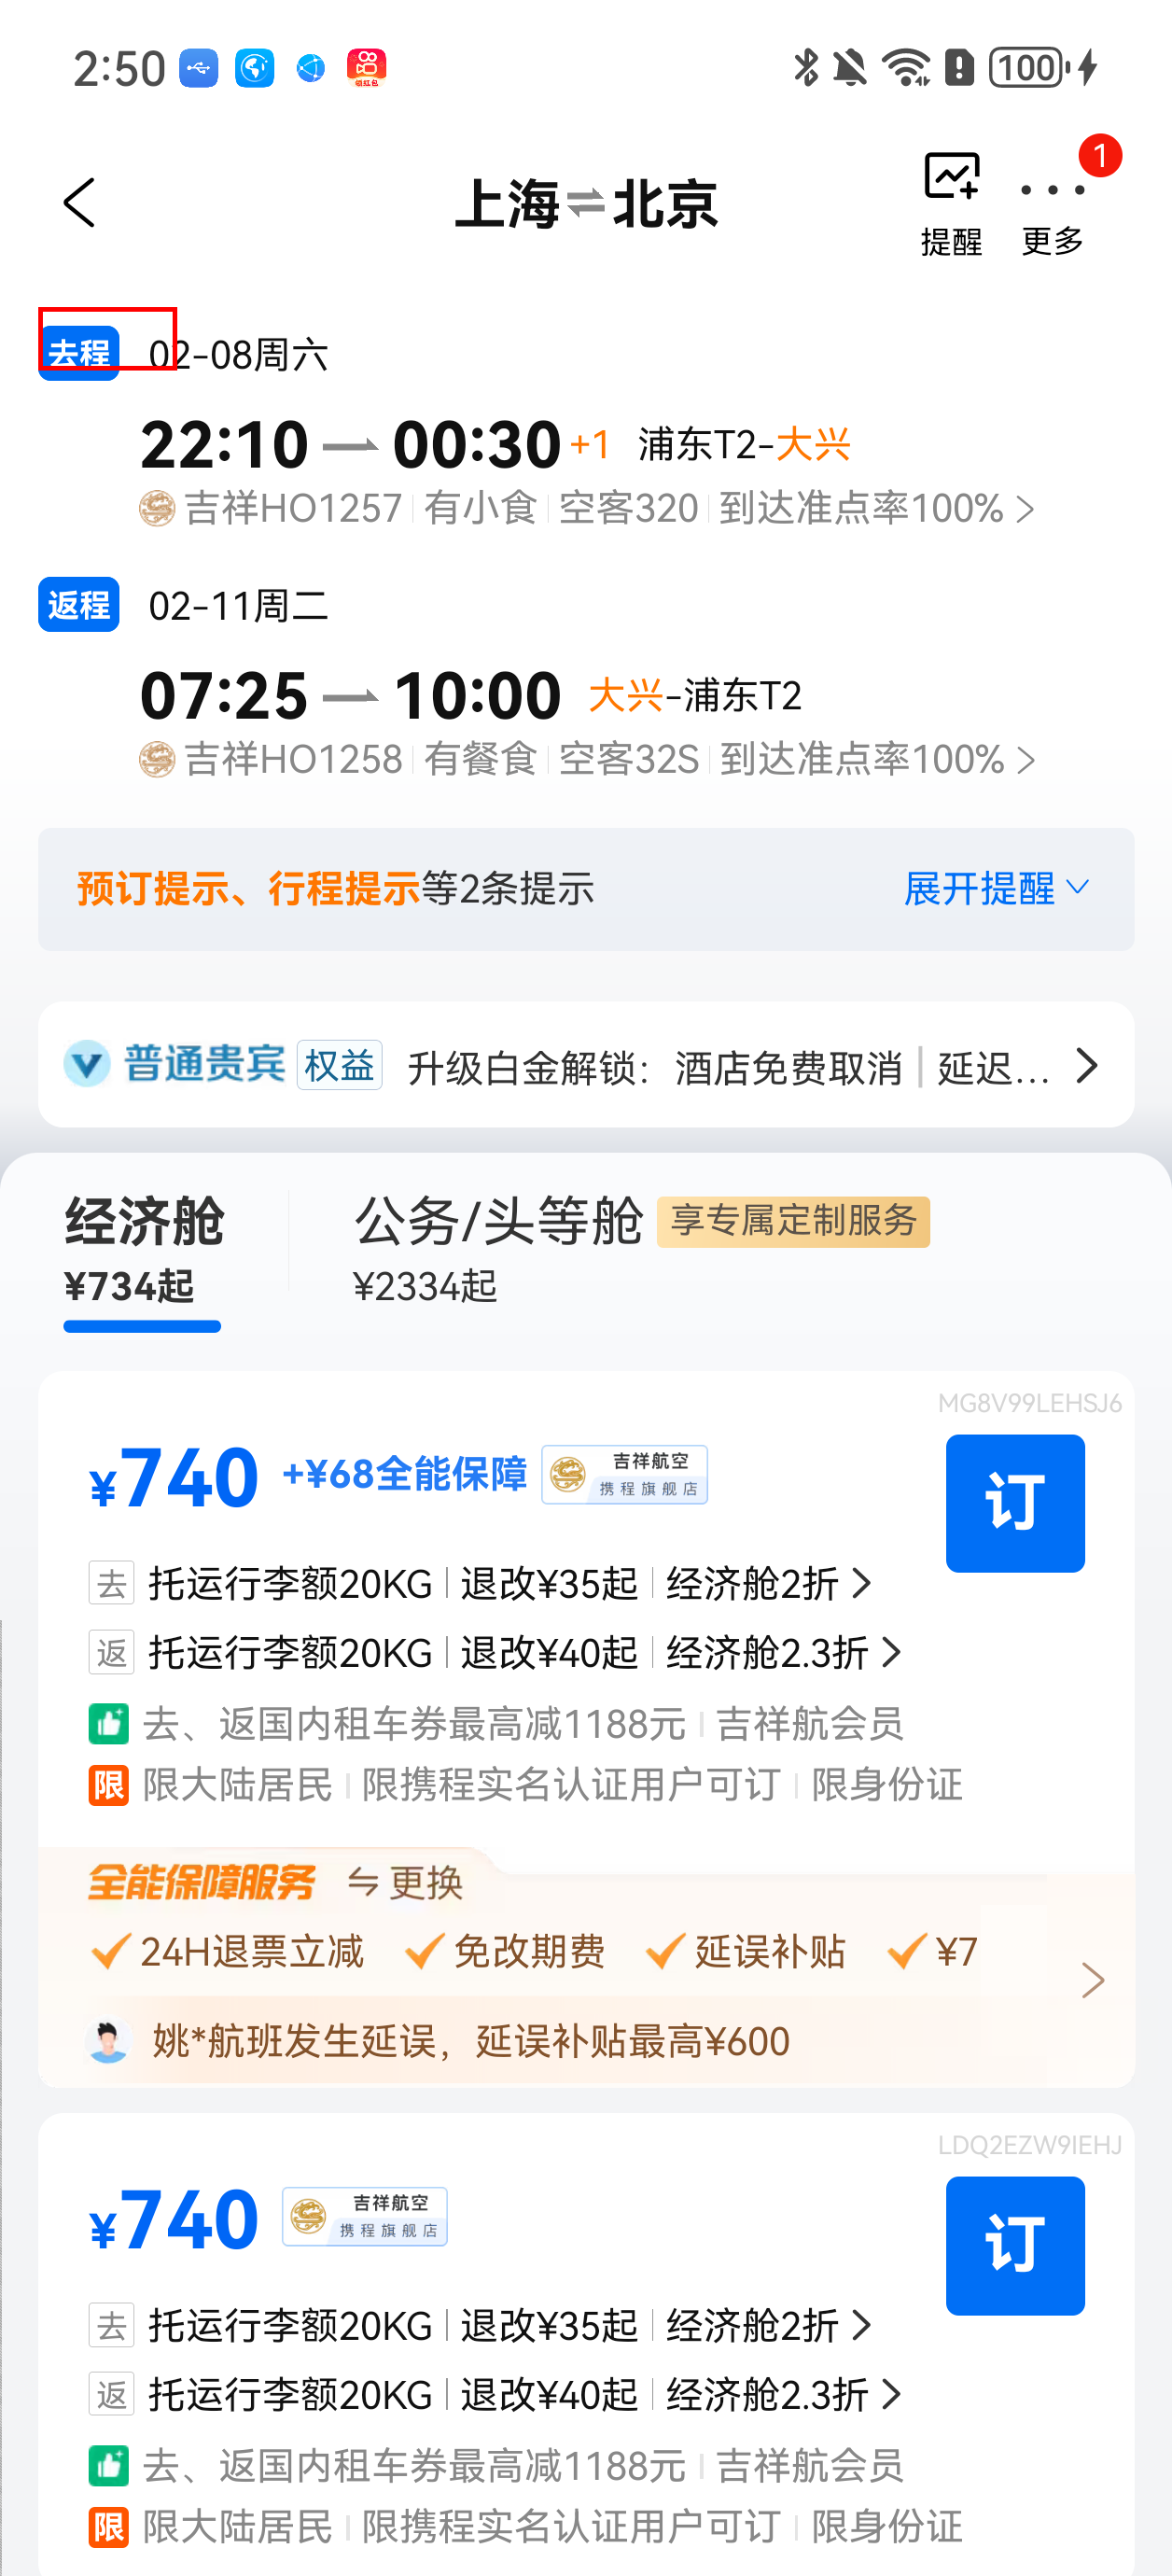 2:50 领红包 100
上海⇌北京
1
提醒 更多
去程 02-08周六
22:10 00:30 +1 浦东T2-大兴
吉祥HO1257 有小食 空客320 到达准点率100%
返程 02-11周二
07:25 10:00 大兴-浦东T2
吉祥HO1258 有餐食 空客32S 到达准点率100%
预订提示、行程提示等2条提示 展开提醒
普通贵宾 权益 升级白金解锁：酒店免费取消 | 延迟...
经济舱 公务/头等舱 享专属定制服务
¥734起 ¥2334起
MG8V99LEHSJ6
¥740 +¥68全能保障 吉祥航空 携程旗舰店 订
去 托运行李额20KG 退改¥35起 经济舱2折
返 托运行李额20KG 退改¥40起 经济舱2.3折
去、返国内租车券最高减1188元 吉祥航会员
限 限大陆居民 限携程实名认证用户可订 限身份证
全能保障服务 更换
24H退票立减 免改期费 延误补贴 ¥7
姚*航班发生延误，延误补贴最高¥600
LDQ2EZW9IEHJ
¥740 吉祥航空 携程旗舰店 订
去 托运行李额20KG 退改¥35起 经济舱2折
返 托运行李额20KG 退改¥40起 经济舱2.3折
去、返国内租车券最高减1188元 吉祥航会员
限 限大陆居民 限携程实名认证用户可订 限身份证